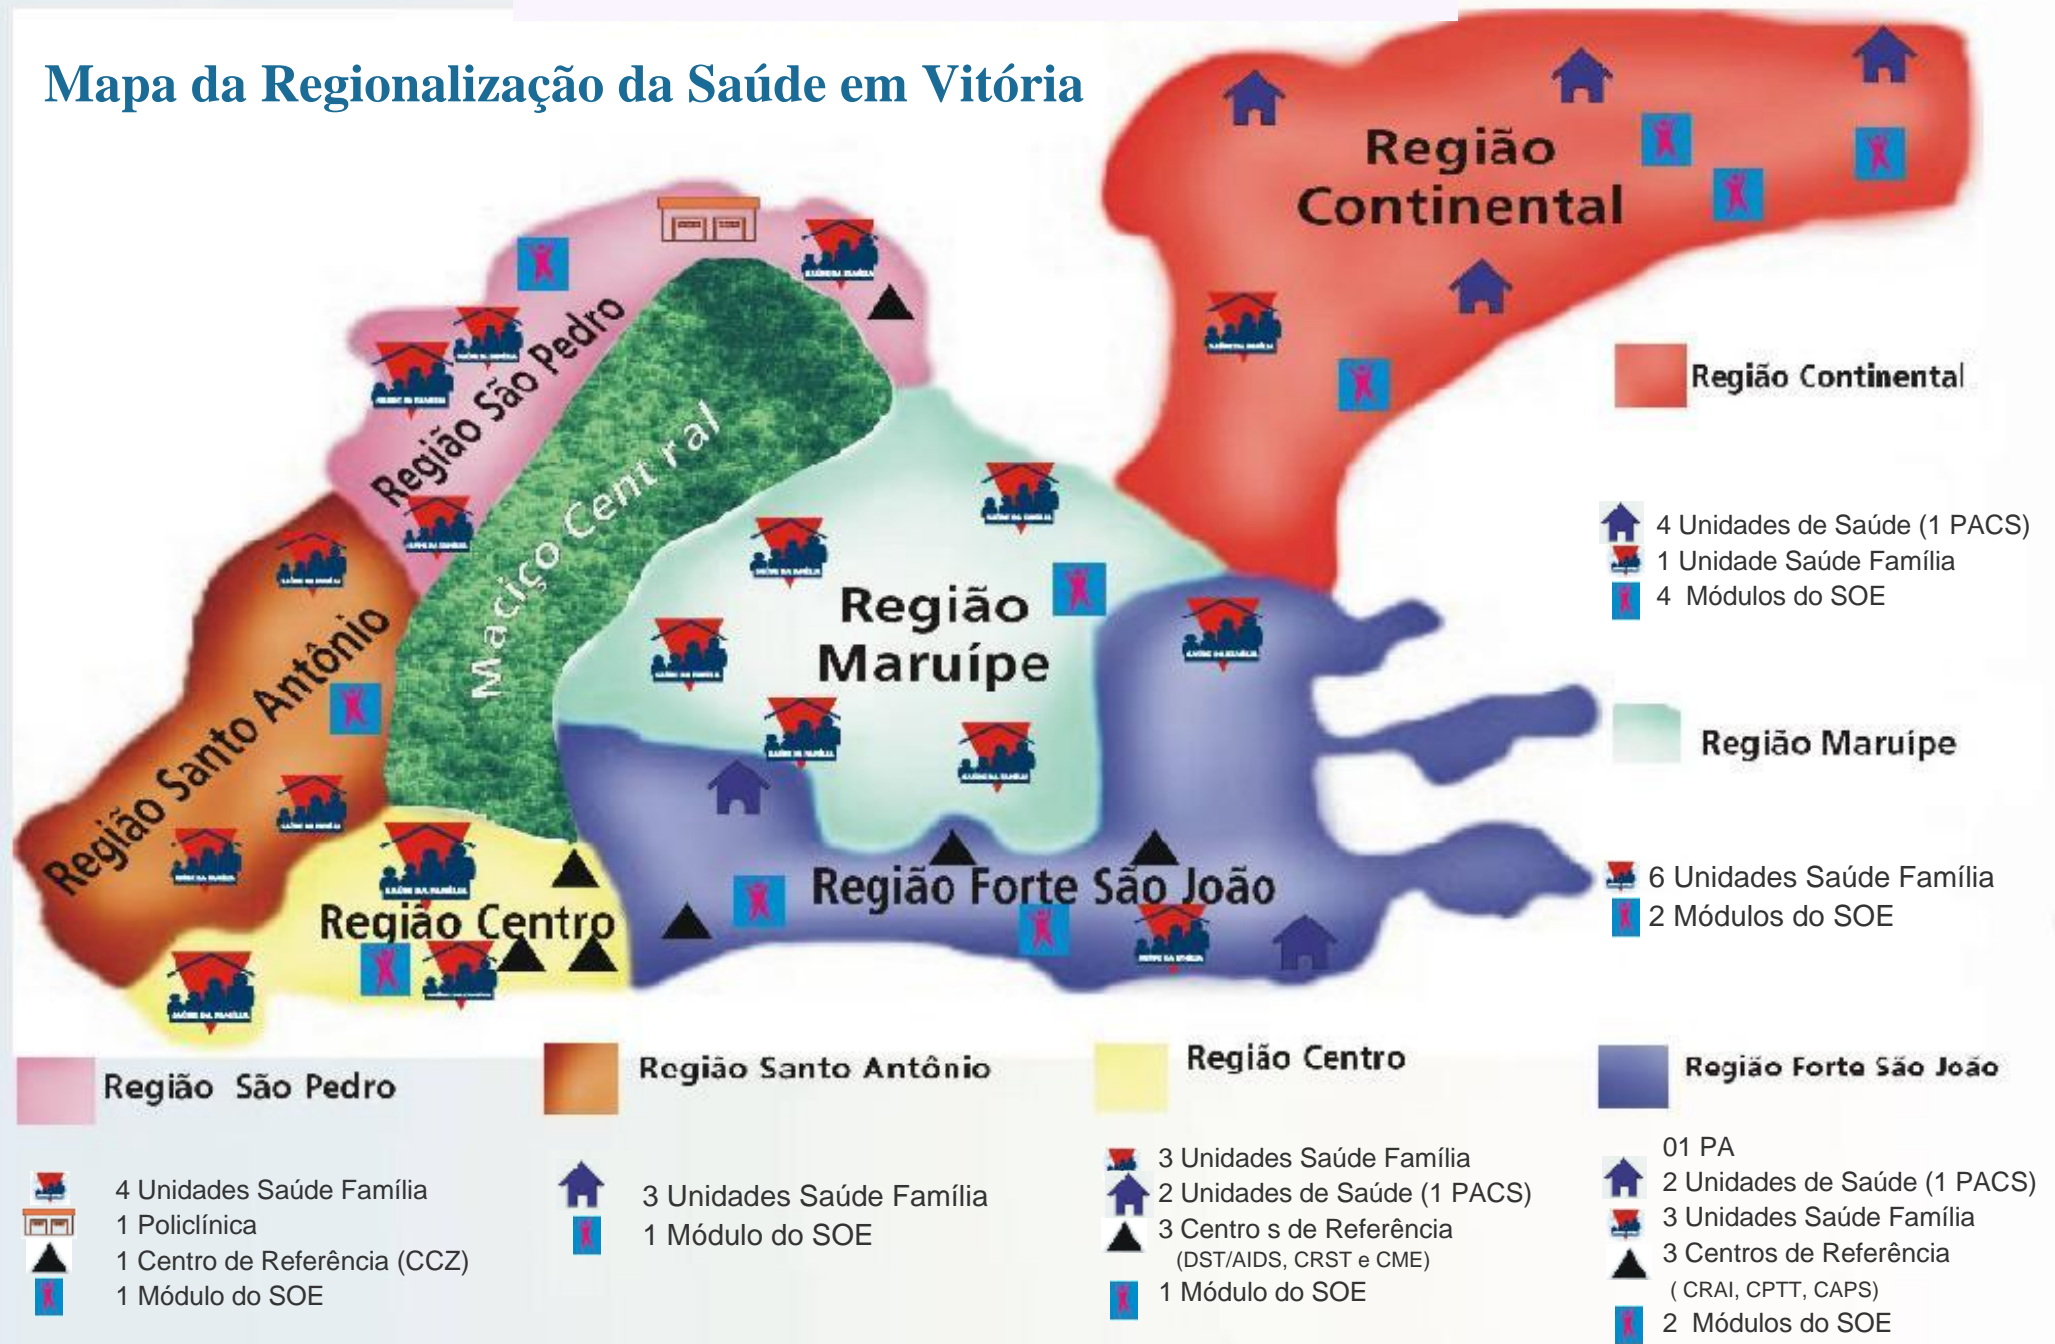 Mapa da Regionalização da Saúde em Vitória
Região
Continental
Região São Pedro
Maciço Central
Região Santo Antônio
Região
Maruípe
Região Centro
Região Forte São João
Região Continental
4 Unidades de Saúde (1 PACS)
1 Unidade Saúde Família
4 Módulos do SOE
Região Maruípe
6 Unidades Saúde Família
2 Módulos do SOE
Região São Pedro
4 Unidades Saúde Família
1 Policlínica
1 Centro de Referência (CCZ)
1 Módulo do SOE
Região Santo Antônio
3 Unidades Saúde Família
1 Módulo do SOE
Região Centro
3 Unidades Saúde Família
2 Unidades de Saúde (1 PACS)
3 Centro s de Referência
(DST/AIDS, CRST e CME)
1 Módulo do SOE
Região Forte São João
01 PA
2 Unidades de Saúde (1 PACS)
3 Unidades Saúde Família
3 Centros de Referência
( CRAI, CPTT, CAPS)
2 Módulos do SOE